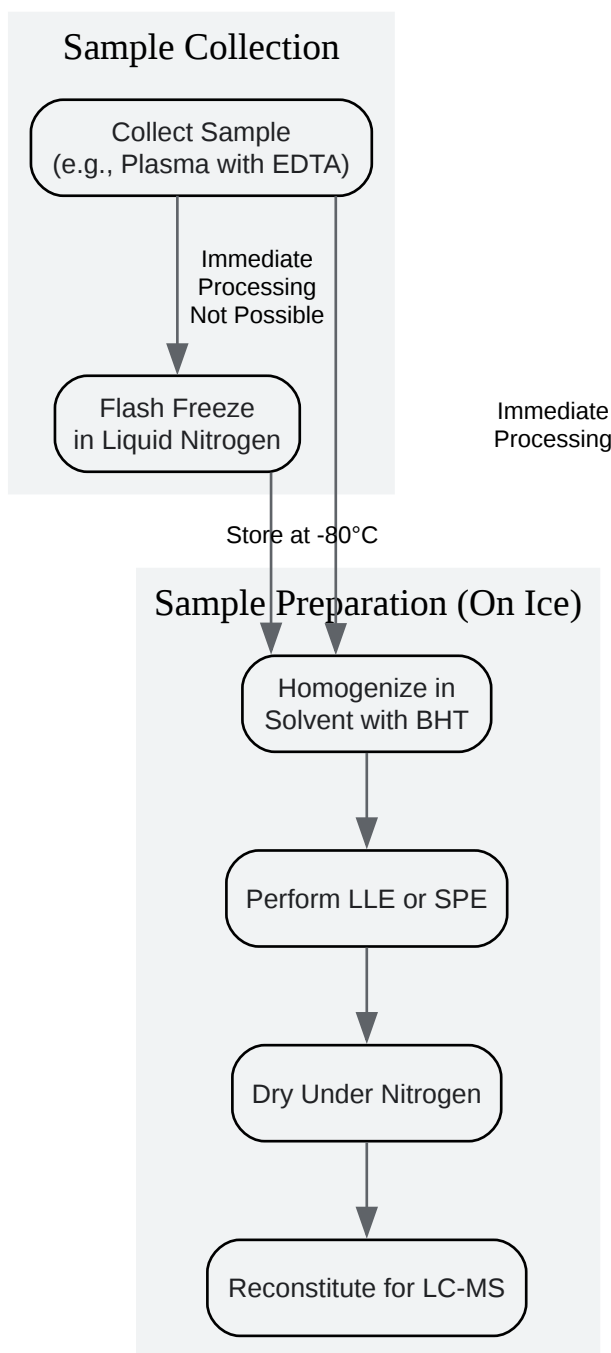 Sample Collection
Collect Sample
(e.g., Plasma with EDTA)
Immediate
Processing
Not Possible
Flash Freeze
in Liquid Nitrogen
Immediate
Processing
Store at -80°C
Sample Preparation (On Ice)
Homogenize in
Solvent with BHT
Perform LLE or SPE
Dry Under Nitrogen
Reconstitute for LC-MS